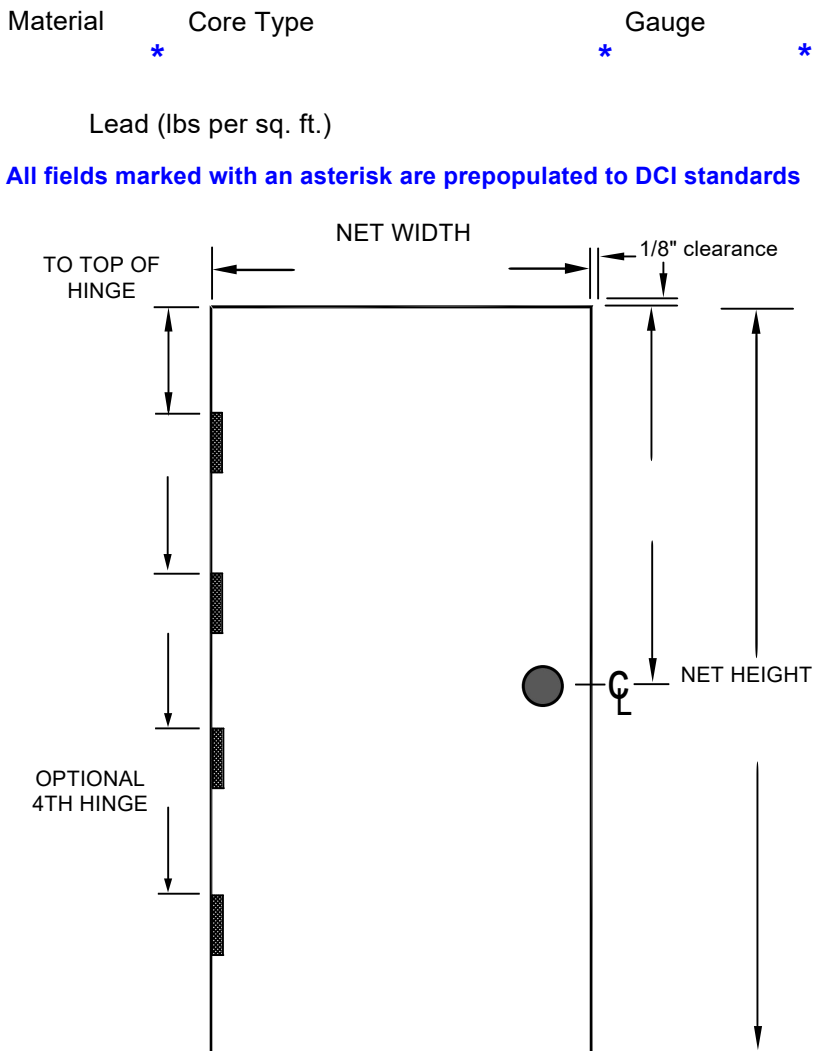 Material Core Type Gauge
* * *
Lead (lbs per sq. ft.)
All fields marked with an asterisk are prepopulated to DCI standards
NET WIDTH
1/8" clearance
TO TOP OF
HINGE
℄
NET HEIGHT
OPTIONAL
4TH HINGE